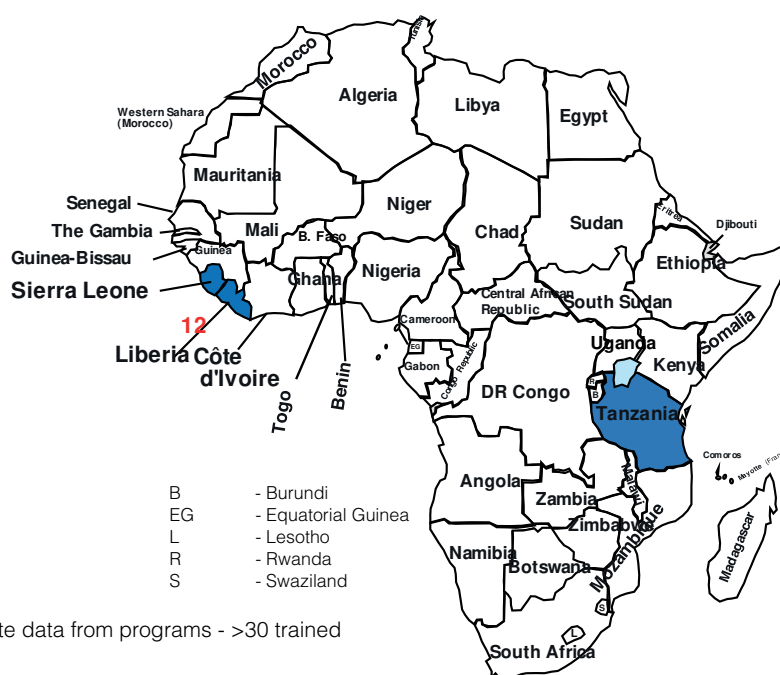 Tunisia
Morocco
Algeria
Libya
Egypt
Western Sahara
(Morocco)
Mauritania
Senegal
Mali
Niger
Chad
Sudan
Eritrea
Djibouti
The Gambia
B. Faso
Guinea-Bissau
Guinea
Ghana
Nigeria
Ethiopia
Sierra Leone
Central African
Republic
South Sudan
Somalia
12
Cameroon
Liberia
Côte
d'Ivoire
Togo
Benin
EG
Gabon
Congo Republic
Uganda
Kenya
DR Congo
R
B
Tanzania
Comoros
Mayotte (Fran
Angola
Zambia
Malawi
Zimbabwe
Mozambique
Madagascar
Namibia
Botswana
S
L
South Africa
B - Burundi
EG - Equatorial Guinea
L - Lesotho
R - Rwanda
S - Swaziland
te data from programs - >30 trained